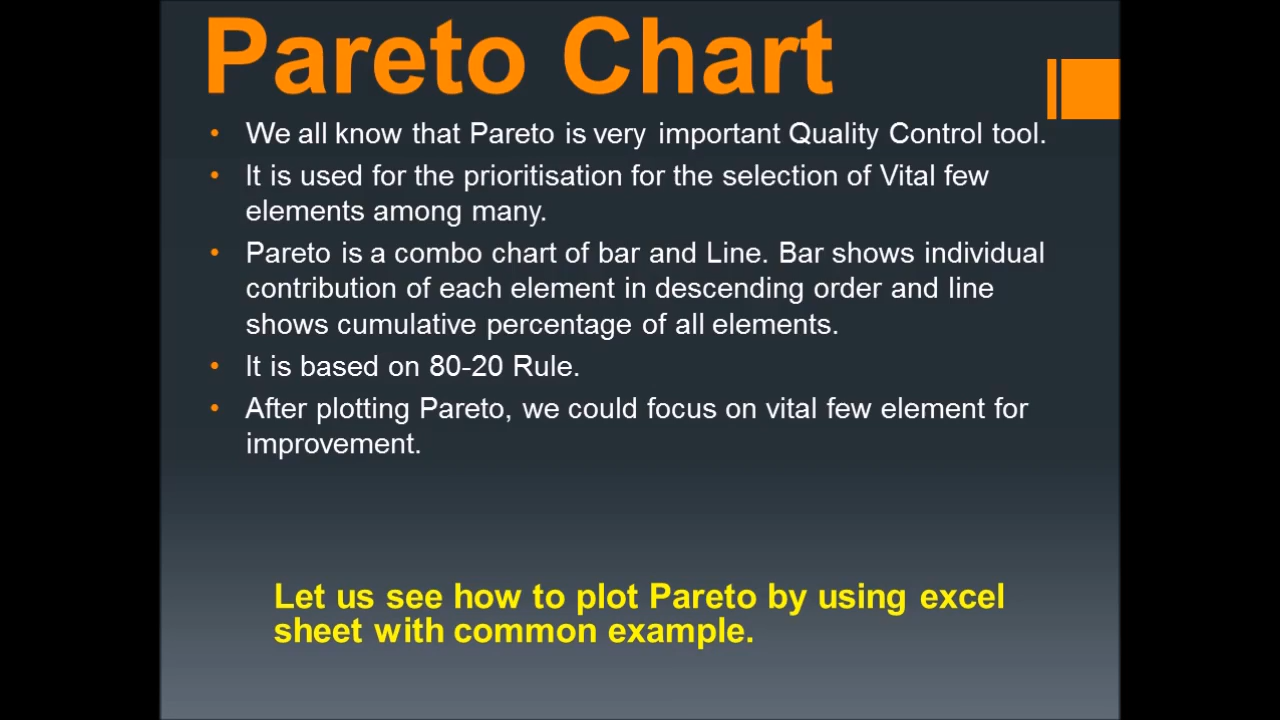 Pareto Chart
• We all know that Pareto is very important Quality Control tool.
• It is used for the prioritisation for the selection of Vital few
elements among many.
• Pareto is a combo chart of bar and Line. Bar shows individual
contribution of each element in descending order and line
shows cumulative percentage of all elements.
• It is based on 80-20 Rule.
• After plotting Pareto, we could focus on vital few element for
improvement.
Let us see how to plot Pareto by using excel
sheet with common example.